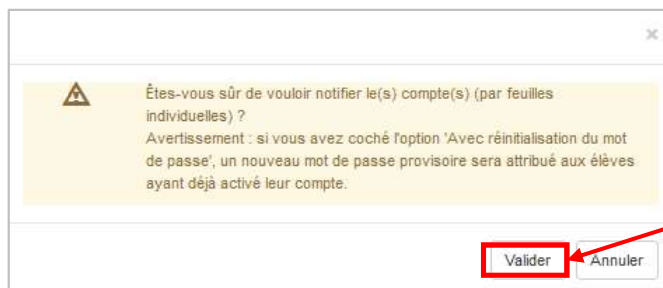 ×
Êtes-vous sûr de vouloir notifier le(s) compte(s) (par feuilles
individuelles) ?
Avertissement : si vous avez coché l'option 'Avec réinitialisation du mot
de passe', un nouveau mot de passe provisoire sera attribué aux élèves
ayant déjà activé leur compte.
Valider Annuler